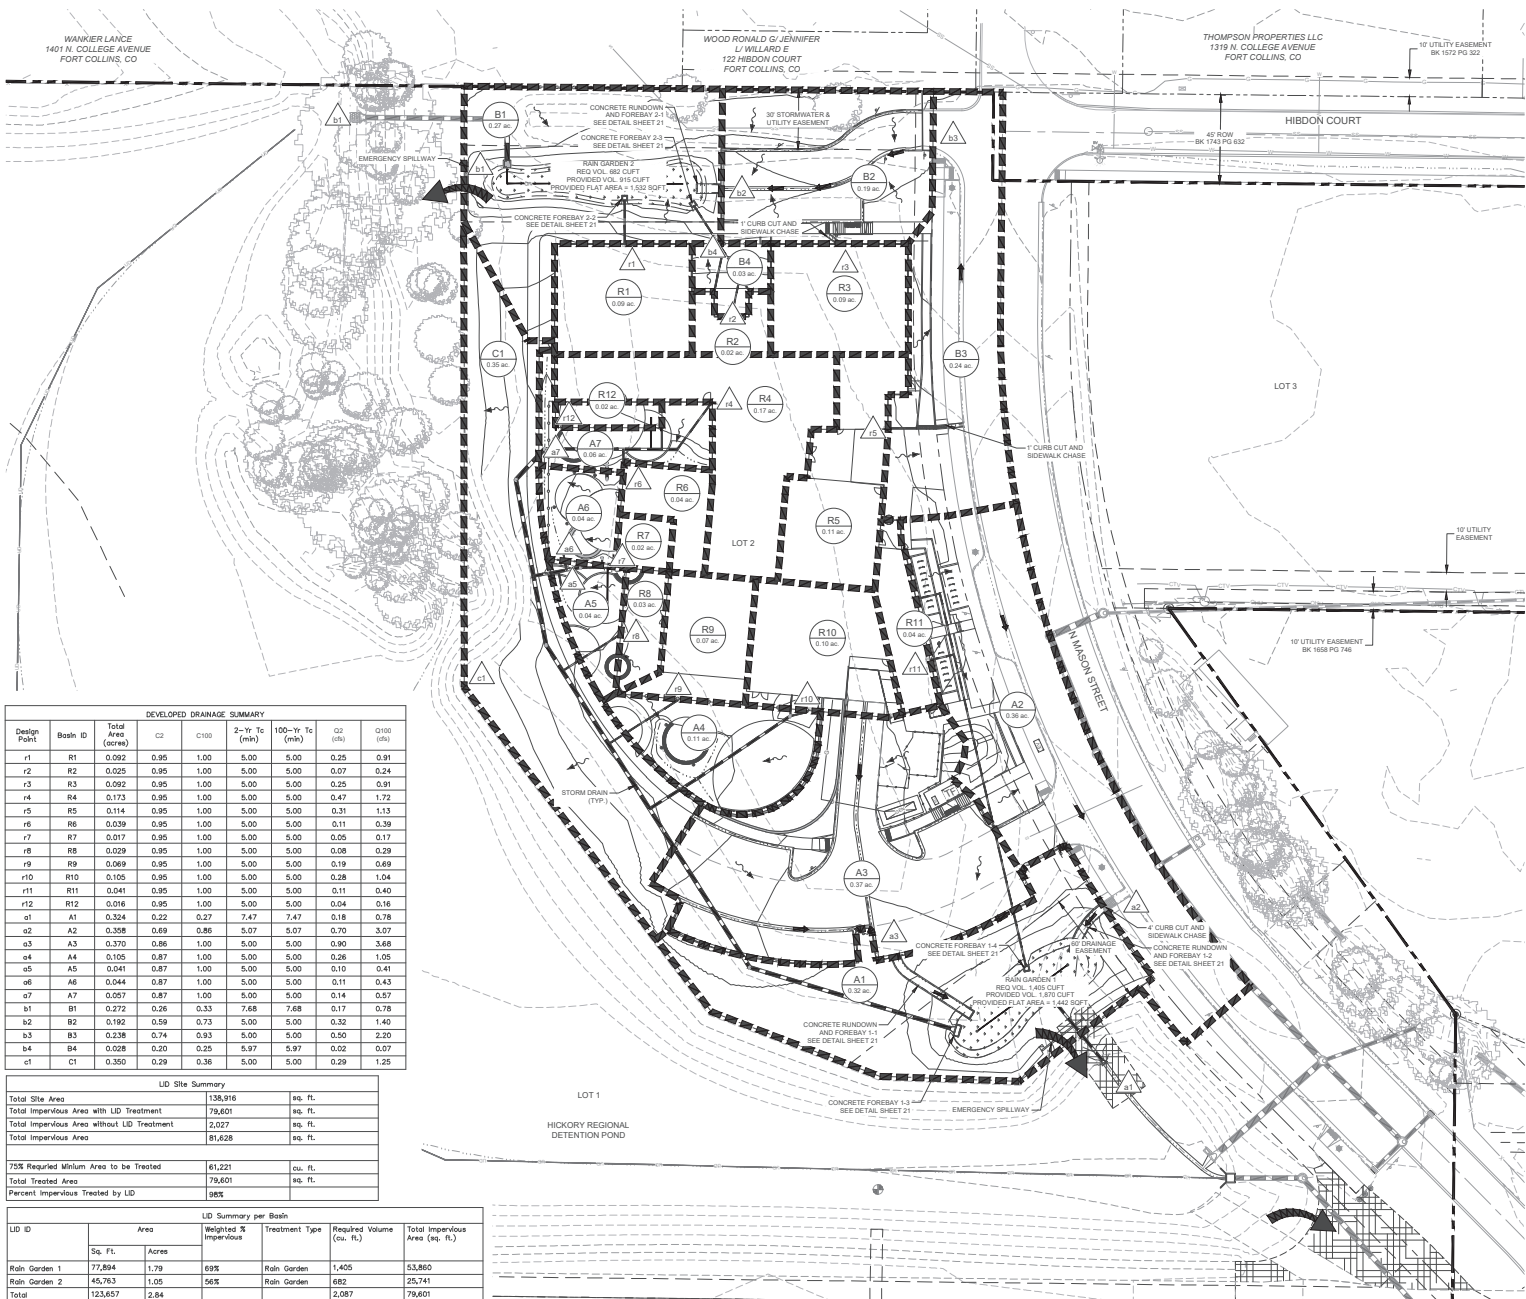 WANKIER LANCE
1401 N. COLLEGE AVENUE
FORT COLLINS, CO
WOOD RONALD G/ JENNIFER
L/ WILLARD E
122 HIBDON COURT
FORT COLLINS, CO
THOMPSON PROPERTIES LLC
1319 N. COLLEGE AVENUE
FORT COLLINS, CO
10' UTILITY EASEMENT
BK 1572 PG 322
HIBDON COURT
45' ROW
BK 1743 PG 632
b1
B1
0.27 ac.
CONCRETE RUNDOWN
AND FOREBAY 2-1
SEE DETAIL SHEET 21
CONCRETE FOREBAY 2-3
SEE DETAIL SHEET 21
30' STORMWATER &
UTILITY EASEMENT
b3
EMERGENCY SPILLWAY
b1
RAIN GARDEN 2
REQ VOL. 682 CUFT
PROVIDED VOL. 915 CUFT
PROVIDED FLAT AREA = 1,532 SQFT
b2
B2
0.19 ac.
CONCRETE FOREBAY 2-2
SEE DETAIL SHEET 21
1' CURB CUT AND
SIDEWALK CHASE
r1
b4
B4
0.03 ac.
r3
R1
0.09 ac.
R3
0.09 ac.
r2
R2
0.02 ac.
C1
0.35 ac.
B3
0.24 ac.
LOT 3
R12
0.02 ac.
r4
R4
0.17 ac.
r12
r5
a7
A7
0.06 ac.
1' CURB CUT AND
SIDEWALK CHASE
r6
R6
0.04 ac.
A6
0.04 ac.
R5
0.11 ac.
R7
0.02 ac.
LOT 2
a6
r7
10' UTILITY
EASEMENT
a5
A5
0.04 ac.
R8
0.03 ac.
r8
R9
0.07 ac.
R10
0.10 ac.
R11
0.04 ac.
r11
10' UTILITY EASEMENT
BK 1658 PG 746
N MASON STREET
c1
r9
r10
A2
0.36 ac.
A4
0.11 ac.
STORM DRAIN
(TYP.)
TF
A3
0.37 ac.
a2
a3
4' CURB CUT AND
SIDEWALK CHASE
CONCRETE RUNDOWN
AND FOREBAY 1-2
SEE DETAIL SHEET 21
60' DRAINAGE
EASEMENT
CONCRETE FOREBAY 1-4
SEE DETAIL SHEET 21
A1
0.32 ac.
RAIN GARDEN 1
REQ VOL. 1,405 CUFT
PROVIDED VOL. 1,870 CUFT
PROVIDED FLAT AREA = 1,442 SQFT
CONCRETE RUNDOWN
AND FOREBAY 1-1
SEE DETAIL SHEET 21
CONCRETE FOREBAY 1-3
SEE DETAIL SHEET 21
EMERGENCY SPILLWAY
a1
LOT 1
HICKORY REGIONAL
DETENTION POND
DEVELOPED DRAINAGE SUMMARY
Design Point Basin ID Total Area (acres) C2 C100 2-Yr Tc (min) 100-Yr Tc (min) Q2 (cfs) Q100 (cfs)
r1 R1 0.092 0.95 1.00 5.00 5.00 0.25 0.91
r2 R2 0.025 0.95 1.00 5.00 5.00 0.07 0.24
r3 R3 0.092 0.95 1.00 5.00 5.00 0.25 0.91
r4 R4 0.173 0.95 1.00 5.00 5.00 0.47 1.72
r5 R5 0.114 0.95 1.00 5.00 5.00 0.31 1.13
r6 R6 0.039 0.95 1.00 5.00 5.00 0.11 0.39
r7 R7 0.017 0.95 1.00 5.00 5.00 0.05 0.17
r8 R8 0.029 0.95 1.00 5.00 5.00 0.08 0.29
r9 R9 0.069 0.95 1.00 5.00 5.00 0.19 0.69
r10 R10 0.105 0.95 1.00 5.00 5.00 0.28 1.04
r11 R11 0.041 0.95 1.00 5.00 5.00 0.11 0.40
r12 R12 0.016 0.95 1.00 5.00 5.00 0.04 0.16
a1 A1 0.324 0.22 0.27 7.47 7.47 0.18 0.78
a2 A2 0.358 0.69 0.86 5.07 5.07 0.70 3.07
a3 A3 0.370 0.86 1.00 5.00 5.00 0.90 3.68
a4 A4 0.105 0.87 1.00 5.00 5.00 0.26 1.05
a5 A5 0.041 0.87 1.00 5.00 5.00 0.10 0.41
a6 A6 0.044 0.87 1.00 5.00 5.00 0.11 0.43
a7 A7 0.057 0.87 1.00 5.00 5.00 0.14 0.57
b1 B1 0.272 0.26 0.33 7.68 7.68 0.17 0.78
b2 B2 0.192 0.59 0.73 5.00 5.00 0.32 1.40
b3 B3 0.238 0.74 0.93 5.00 5.00 0.50 2.20
b4 B4 0.028 0.20 0.25 5.97 5.97 0.02 0.07
c1 C1 0.350 0.29 0.36 5.00 5.00 0.29 1.25
LID Site Summary
Total Site Area 138,916 sq. ft.
Total Impervious Area with LID Treatment 79,601 sq. ft.
Total Impervious Area without LID Treatment 2,027 sq. ft.
Total Impervious Area 81,628 sq. ft.
75% Requried Minium Area to be Treated 61,221 cu. ft.
Total Treated Area 79,601 sq. ft.
Percent Impervious Treated by LID 98%
LID Summary per Basin
LID ID Area Weighted % Impervious Treatment Type Required Volume (cu. ft.) Total Impervious Area (sq. ft.)
Sq. Ft. Acres
Rain Garden 1 77,894 1.79 69% Rain Garden 1,405 53,860
Rain Garden 2 45,763 1.05 56% Rain Garden 682 25,741
Total 123,657 2.84 2,087 79,601